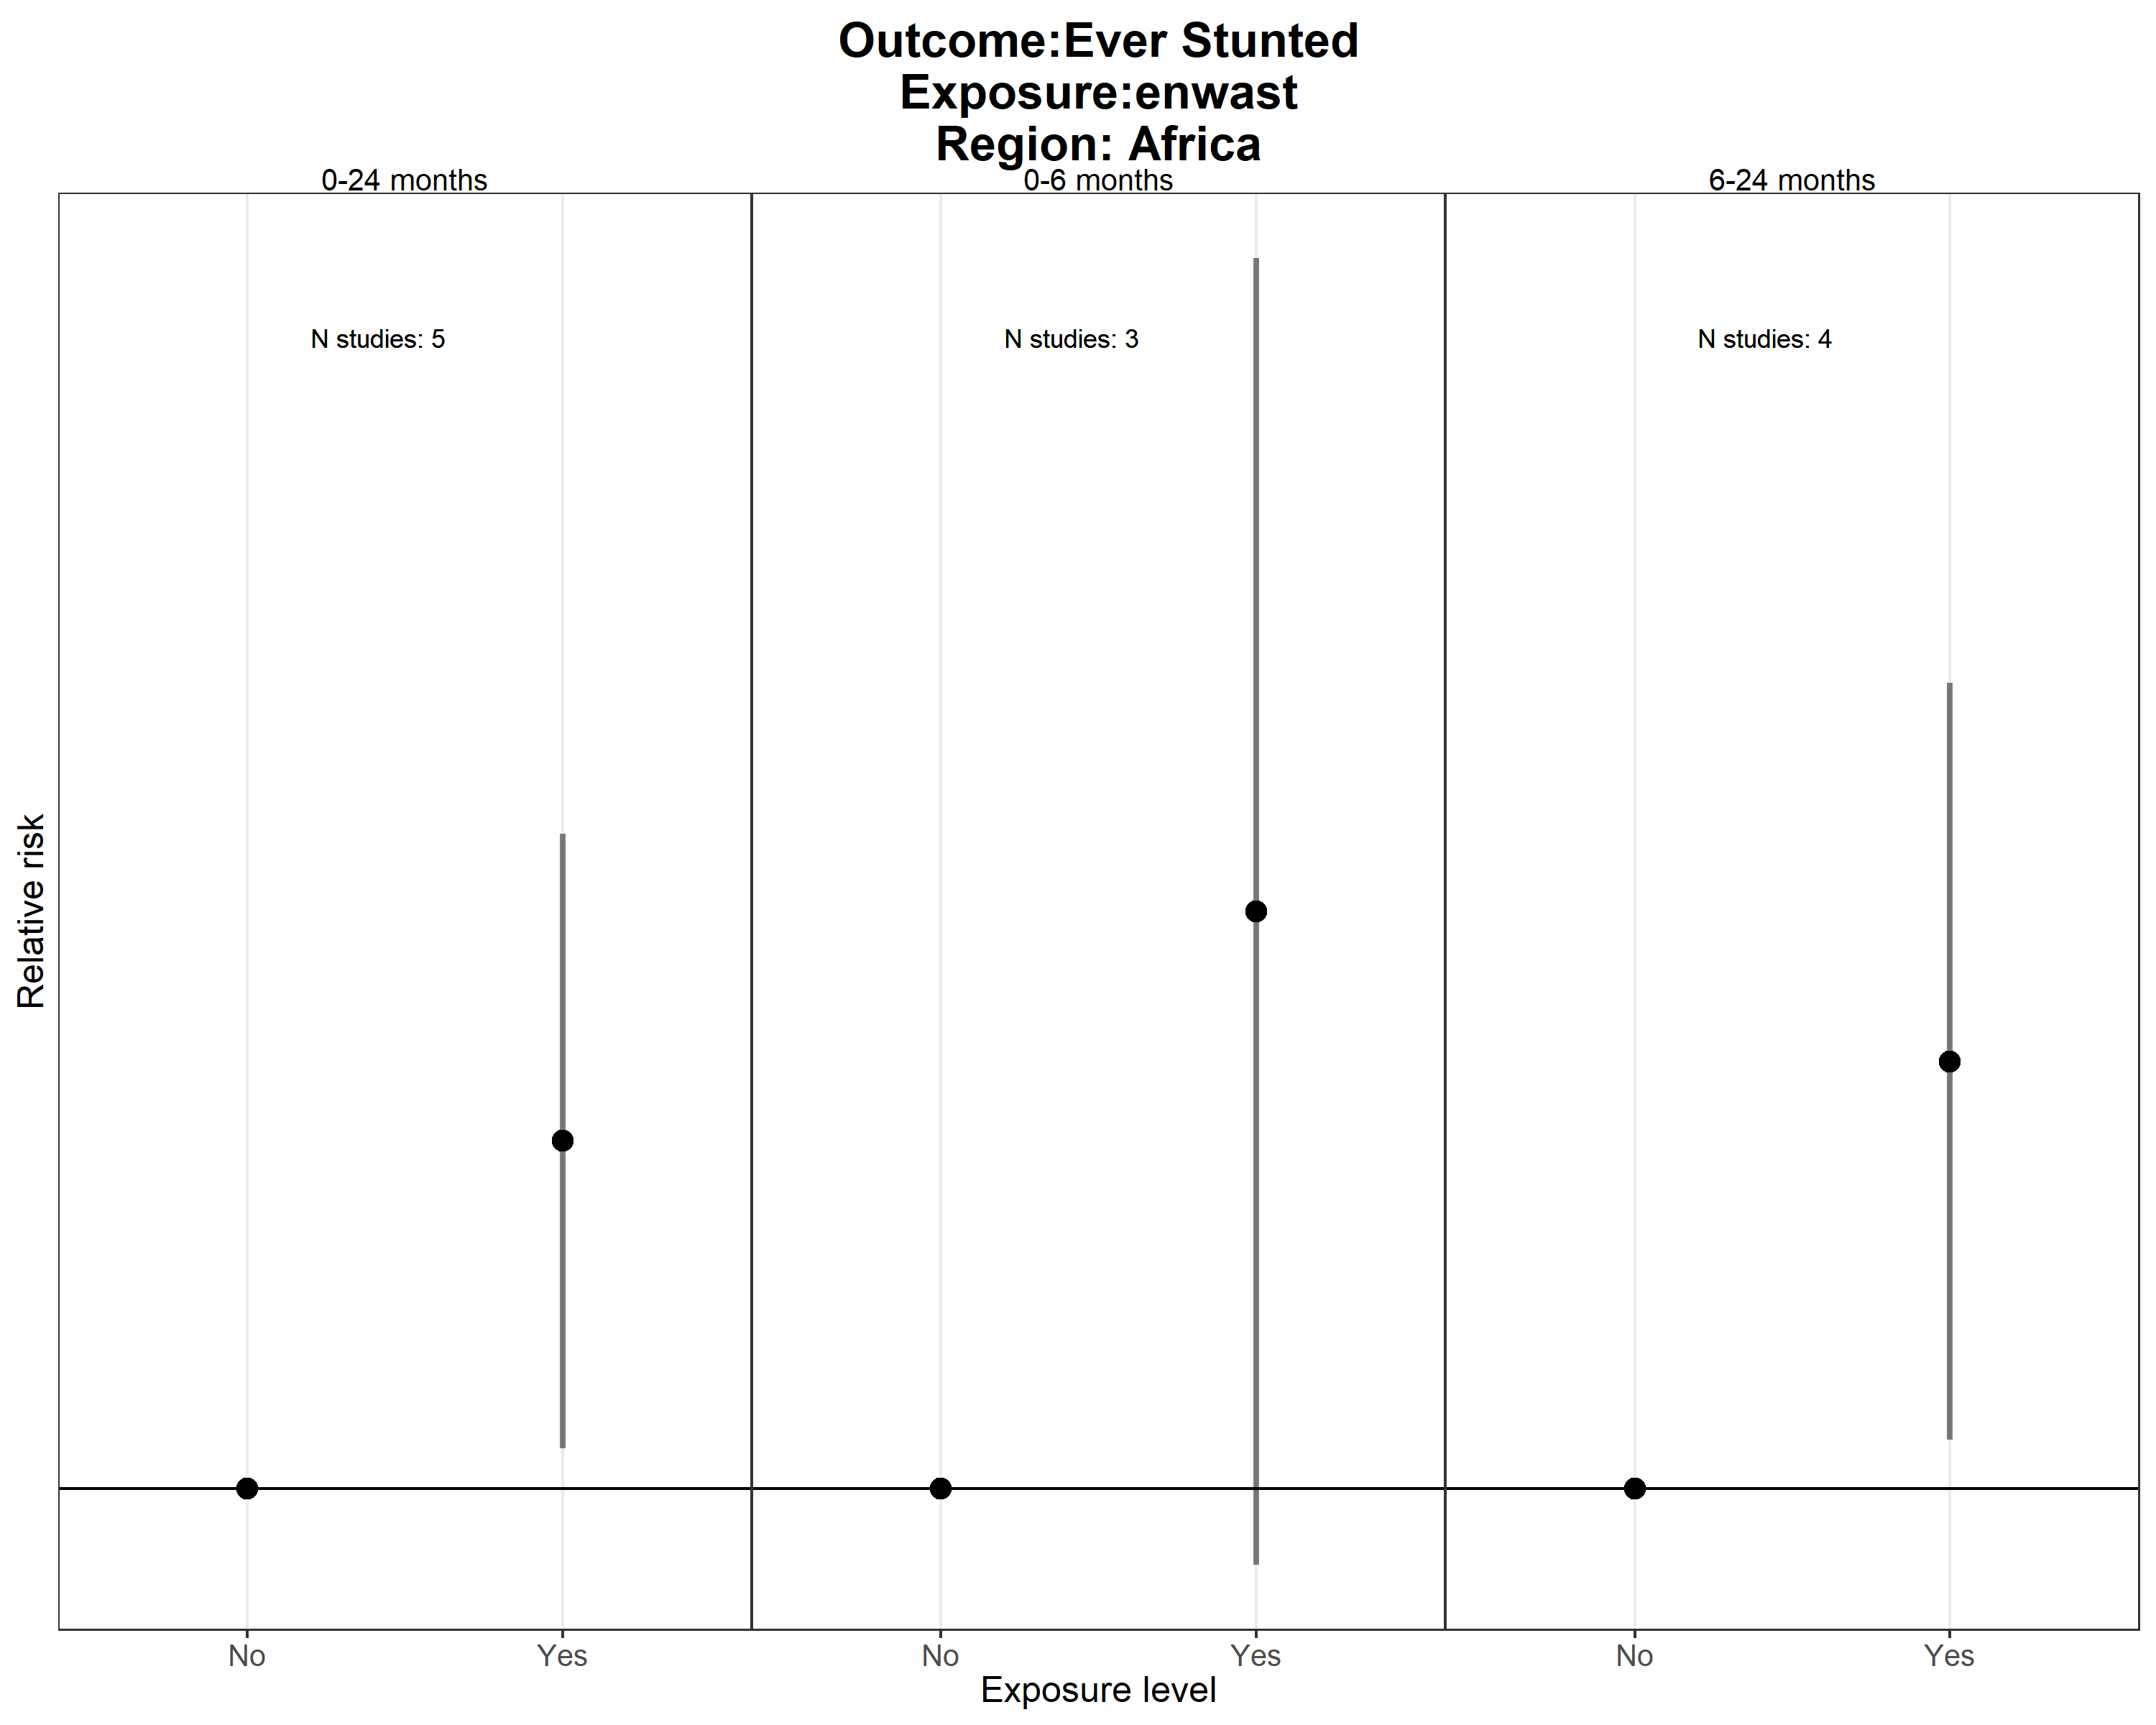 Outcome:Ever Stunted
Exposure:enwast
Region: Africa
0-24 months
0-6 months
6-24 months
N studies: 5
N studies: 3
N studies: 4
Relative risk
No
Yes
No
Yes
No
Yes
Exposure level